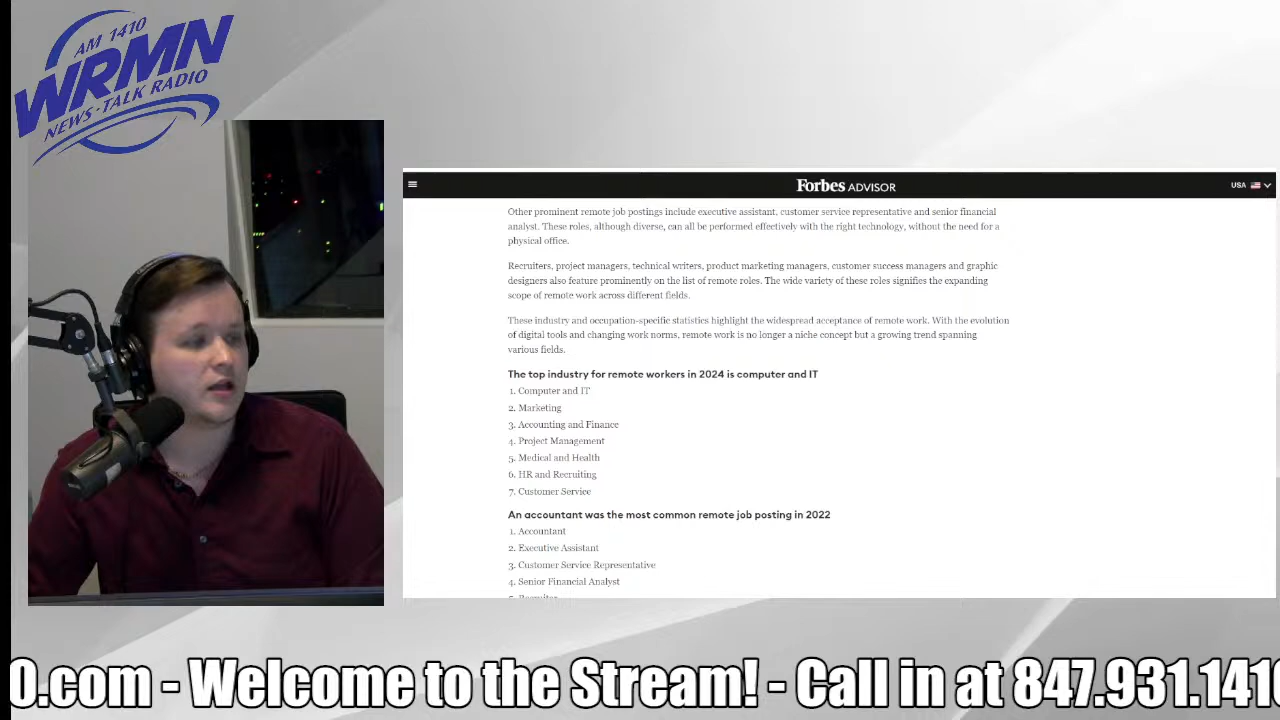 AM 1410
WRMN
NEWS-TALK RADIO
Forbes ADVISOR
USA
Other prominent remote job postings include executive assistant, customer service representative and senior financial
analyst. These roles, although diverse, can all be performed effectively with the right technology, without the need for a
physical office.
Recruiters, project managers, technical writers, product marketing managers, customer success managers and graphic
designers also feature prominently on the list of remote roles. The wide variety of these roles signifies the expanding
scope of remote work across different fields.
These industry and occupation-specific statistics highlight the widespread acceptance of remote work. With the evolution
of digital tools and changing work norms, remote work is no longer a niche concept but a growing trend spanning
various fields.
The top industry for remote workers in 2024 is computer and IT
1. Computer and IT
2. Marketing
3. Accounting and Finance
4. Project Management
5. Medical and Health
6. HR and Recruiting
7. Customer Service
An accountant was the most common remote job posting in 2022
1. Accountant
2. Executive Assistant
3. Customer Service Representative
4. Senior Financial Analyst
5. Recruiter
0.com - Welcome to the Stream! - Call in at 847.931.1410